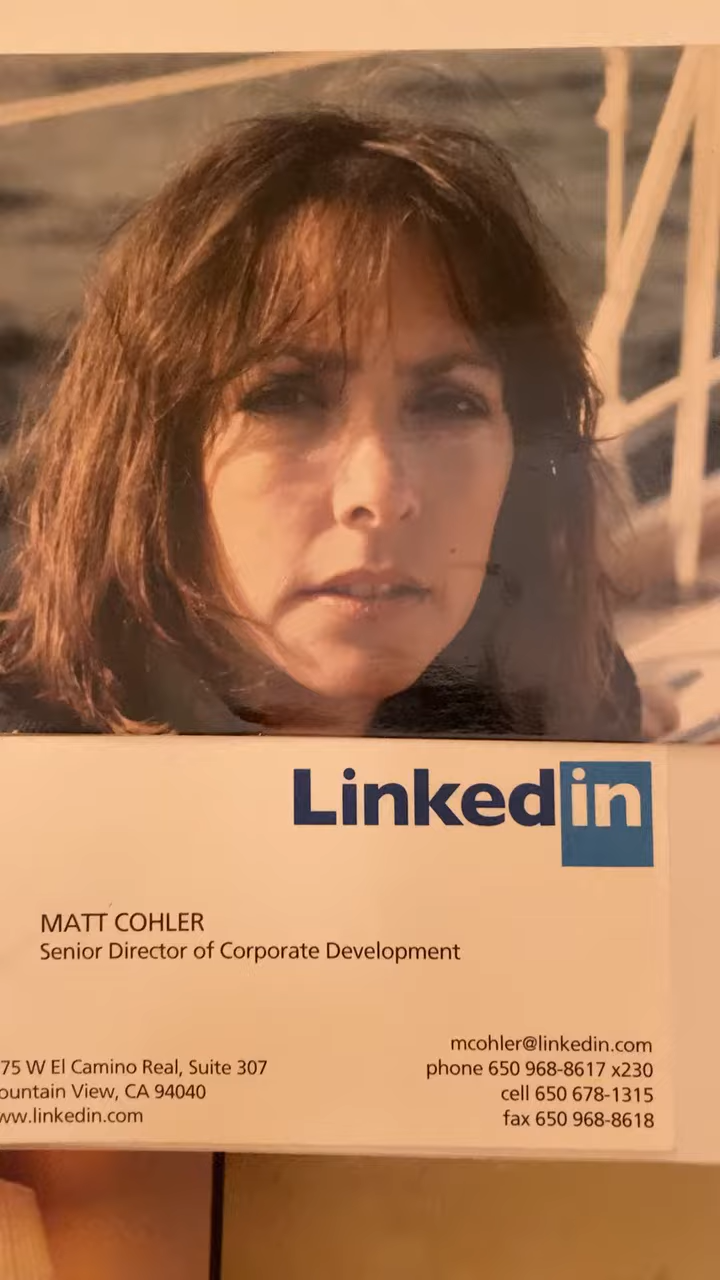 Linkedin
MATT COHLER
Senior Director of Corporate Development
75 W El Camino Real, Suite 307
ountain View, CA 94040
ww.linkedin.com
mcohler@linkedin.com
phone 650 968-8617 x230
cell 650 678-1315
fax 650 968-8618